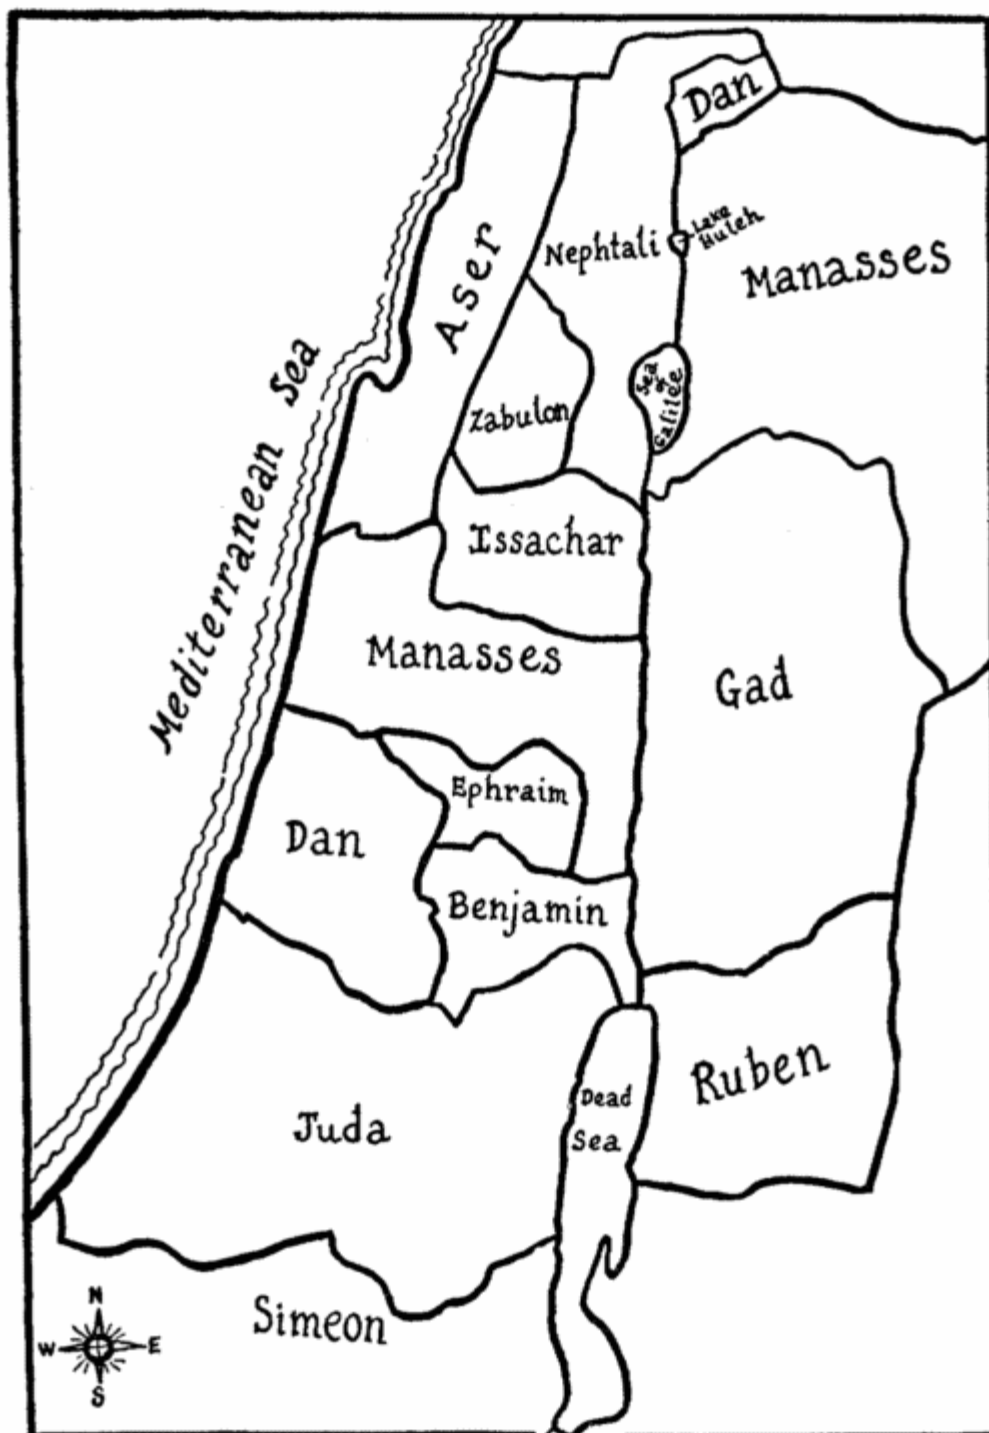 Dan
Lake
Huleh
Nephtali
Manasses
Aser
Sea
of
Galilee
Mediterranean Sea
Zabulon
Issachar
Manasses
Gad
Ephraim
Dan
Benjamin
Ruben
Dead
Sea
Juda
Simeon
N
W E
S